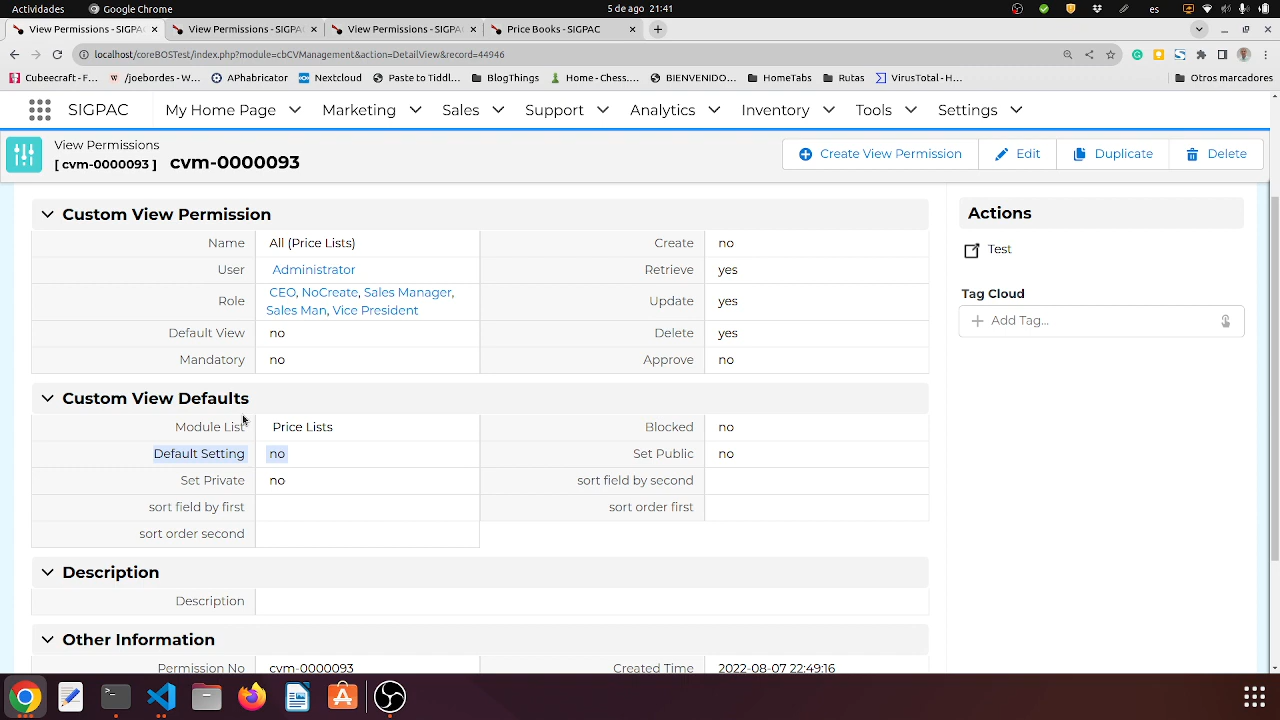 Actividades
Google Chrome
5 de ago 21:41
es
View Permissions - SIGPAC
View Permissions - SIGPAC
View Permissions - SIGPAC
Price Books - SIGPAC
localhost/coreBOSTest/index.php?module=cbCVManagement&action=DetailView&record=44946
Cubecraft - F...
/joebordes - W...
APhabricator
Nextcloud
Paste to Tiddl...
BlogThings
Home - Chess....
BIENVENIDO...
HomeTabs
Rutas
VirusTotal - H...
Otros marcadores
SIGPAC
My Home Page
Marketing
Sales
Support
Analytics
Inventory
Tools
Settings
View Permissions
[ cvm-0000093 ] cvm-0000093
Create View Permission
Edit
Duplicate
Delete
Custom View Permission
Name All (Price Lists) Create no
User Administrator Retrieve yes
Role CEO, NoCreate, Sales Manager, Sales Man, Vice President Update yes
Default View no Delete yes
Mandatory no Approve no
Custom View Defaults
Module List Price Lists Blocked no
Default Setting no Set Public no
Set Private no sort field by second
sort field by first sort order first
sort order second
Description
Description
Other Information
Permission No cvm-0000093 Created Time 2022-08-07 22:49:16
Actions
Test
Tag Cloud
Add Tag...